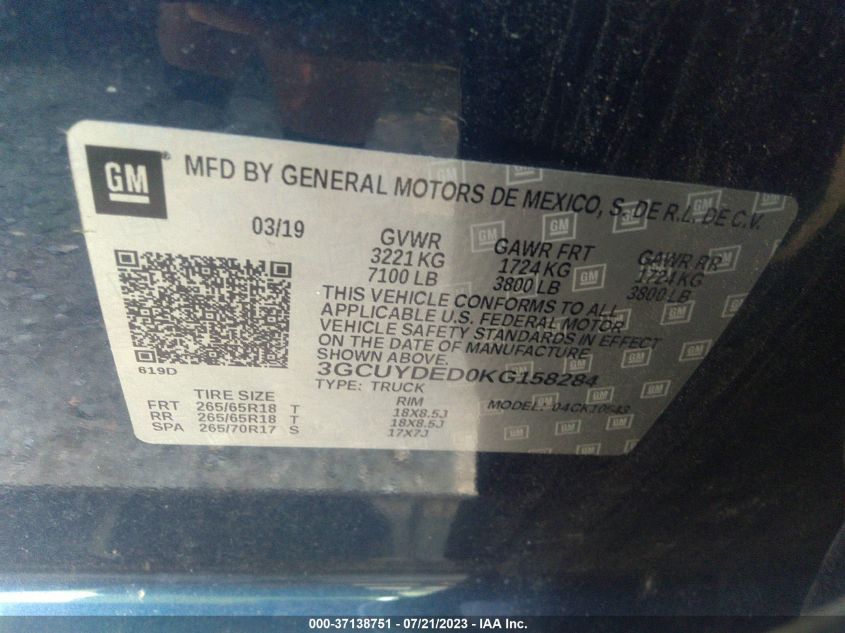 GM ® MFD BY GENERAL MOTORS DE MEXICO, S. DE R.L. DE C.V.
03/19
GVWR
3221 KG
7100 LB
GAWR FRT
1724 KG
3800 LB
GAWR RR
1724 KG
3800 LB
THIS VEHICLE CONFORMS TO ALL
APPLICABLE U.S. FEDERAL MOTOR
VEHICLE SAFETY STANDARDS IN EFFECT
ON THE DATE OF MANUFACTURE
SHOWN ABOVE.
3GCUYDED0KG158284
TYPE: TRUCK
MODEL: 04CK10543
619D
TIRE SIZE RIM
FRT 265/65R18 T 18X8.5J
RR 265/65R18 T 18X8.5J
SPA 265/70R17 S 17X7J
000-37138751 - 07/21/2023 - IAA Inc.